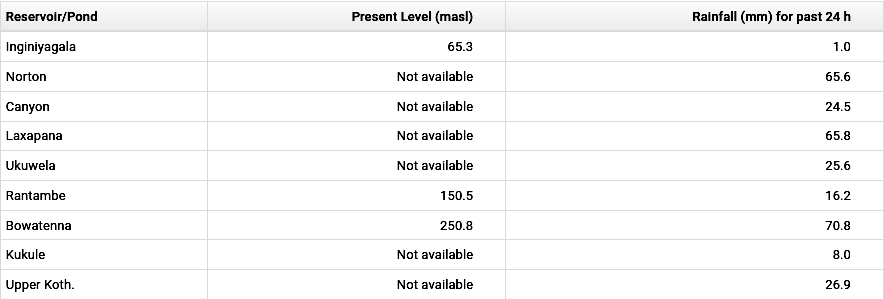 Reservoir/Pond Present Level (masl) Rainfall (mm) for past 24 h
Inginiyagala 65.3 1.0
Norton Not available 65.6
Canyon Not available 24.5
Laxapana Not available 65.8
Ukuwela Not available 25.6
Rantambe 150.5 16.2
Bowatenna 250.8 70.8
Kukule Not available 8.0
Upper Koth. Not available 26.9